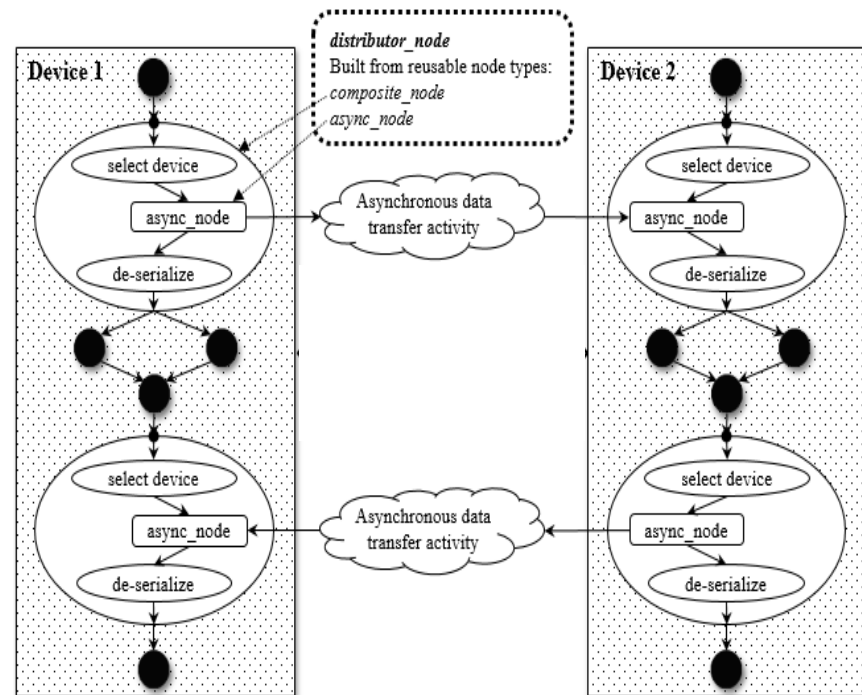 distributor_node
Built from reusable node types:
composite_node
async_node
Device 1
Device 2
select device
async_node
de-serialize
Asynchronous data
transfer activity
select device
async_node
de-serialize
select device
async_node
de-serialize
Asynchronous data
transfer activity
select device
async_node
de-serialize